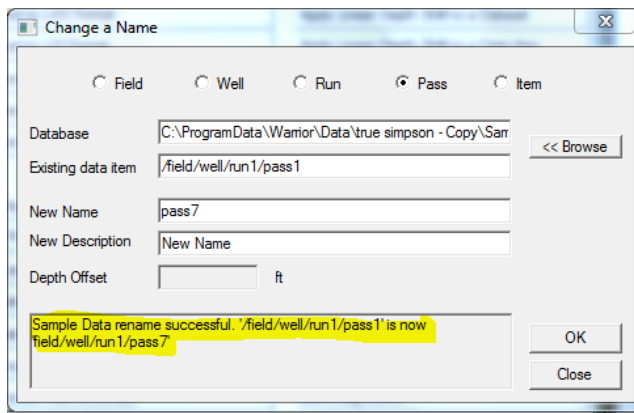 Change a Name
Field Well Run Pass Item
Database C:\ProgramData\Warrior\Data\true simpson - Copy\Sam
<< Browse
Existing data item /field/well/run1/pass1
New Name pass7
New Description New Name
Depth Offset ft
Sample Data rename successful. '/field/well/run1/pass1' is now
'field/well/run1/pass7'
OK
Close